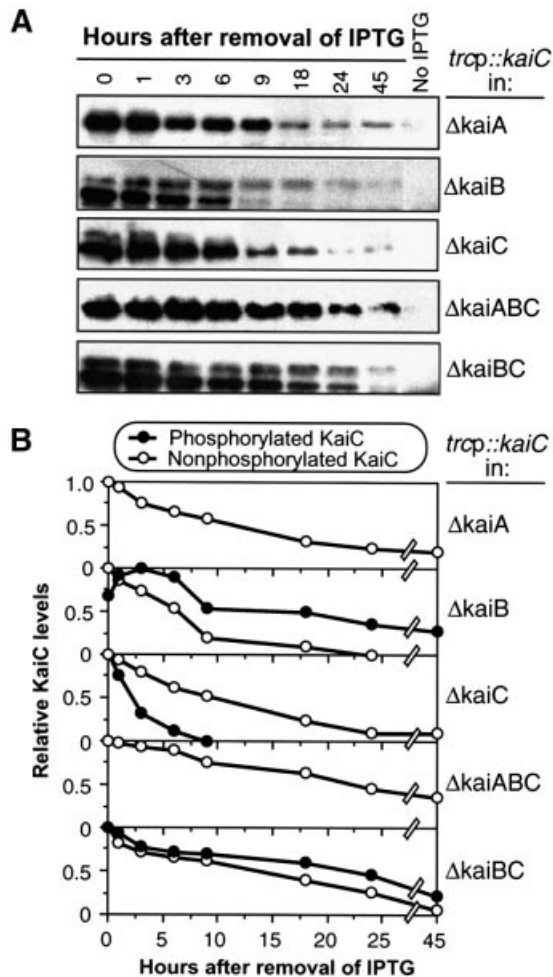 A
Hours after removal of IPTG
trcp::kaiC in:
0 1 3 6 9 18 24 45 No IPTG
ΔkaiA
ΔkaiB
ΔkaiC
ΔkaiABC
ΔkaiBC
B
Phosphorylated KaiC
Nonphosphorylated KaiC
trcp::kaiC in:
Relative KaiC levels
1.0
0.5
0
ΔkaiA
0.5
0
ΔkaiB
0.5
0
ΔkaiC
0.5
0
ΔkaiABC
0.5
0
ΔkaiBC
0 5 10 15 20 25 45
Hours after removal of IPTG